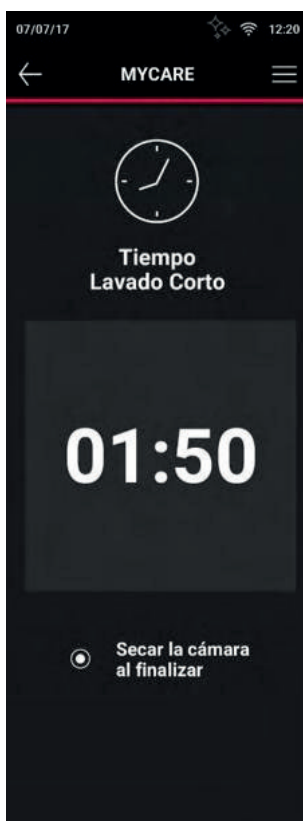 07/07/17 12:20
MYCARE
Tiempo
Lavado Corto
01:50
Secar la cámara
al finalizar